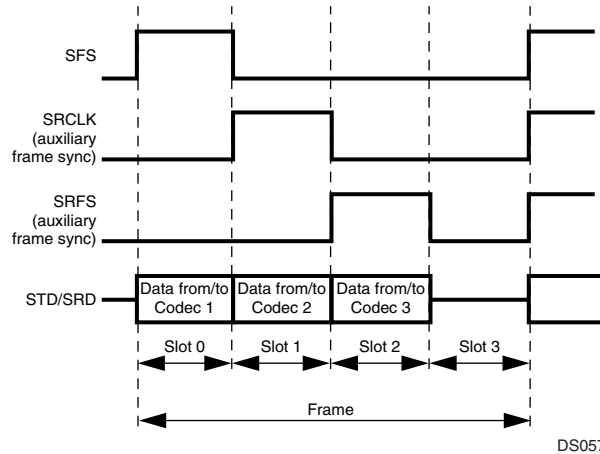 SFS
SRCLK
(auxiliary
frame sync)
SRFS
(auxiliary
frame sync)
STD/SRD
Data from/to
Codec 1
Data from/to
Codec 2
Data from/to
Codec 3
Slot 0
Slot 1
Slot 2
Slot 3
Frame
DS057